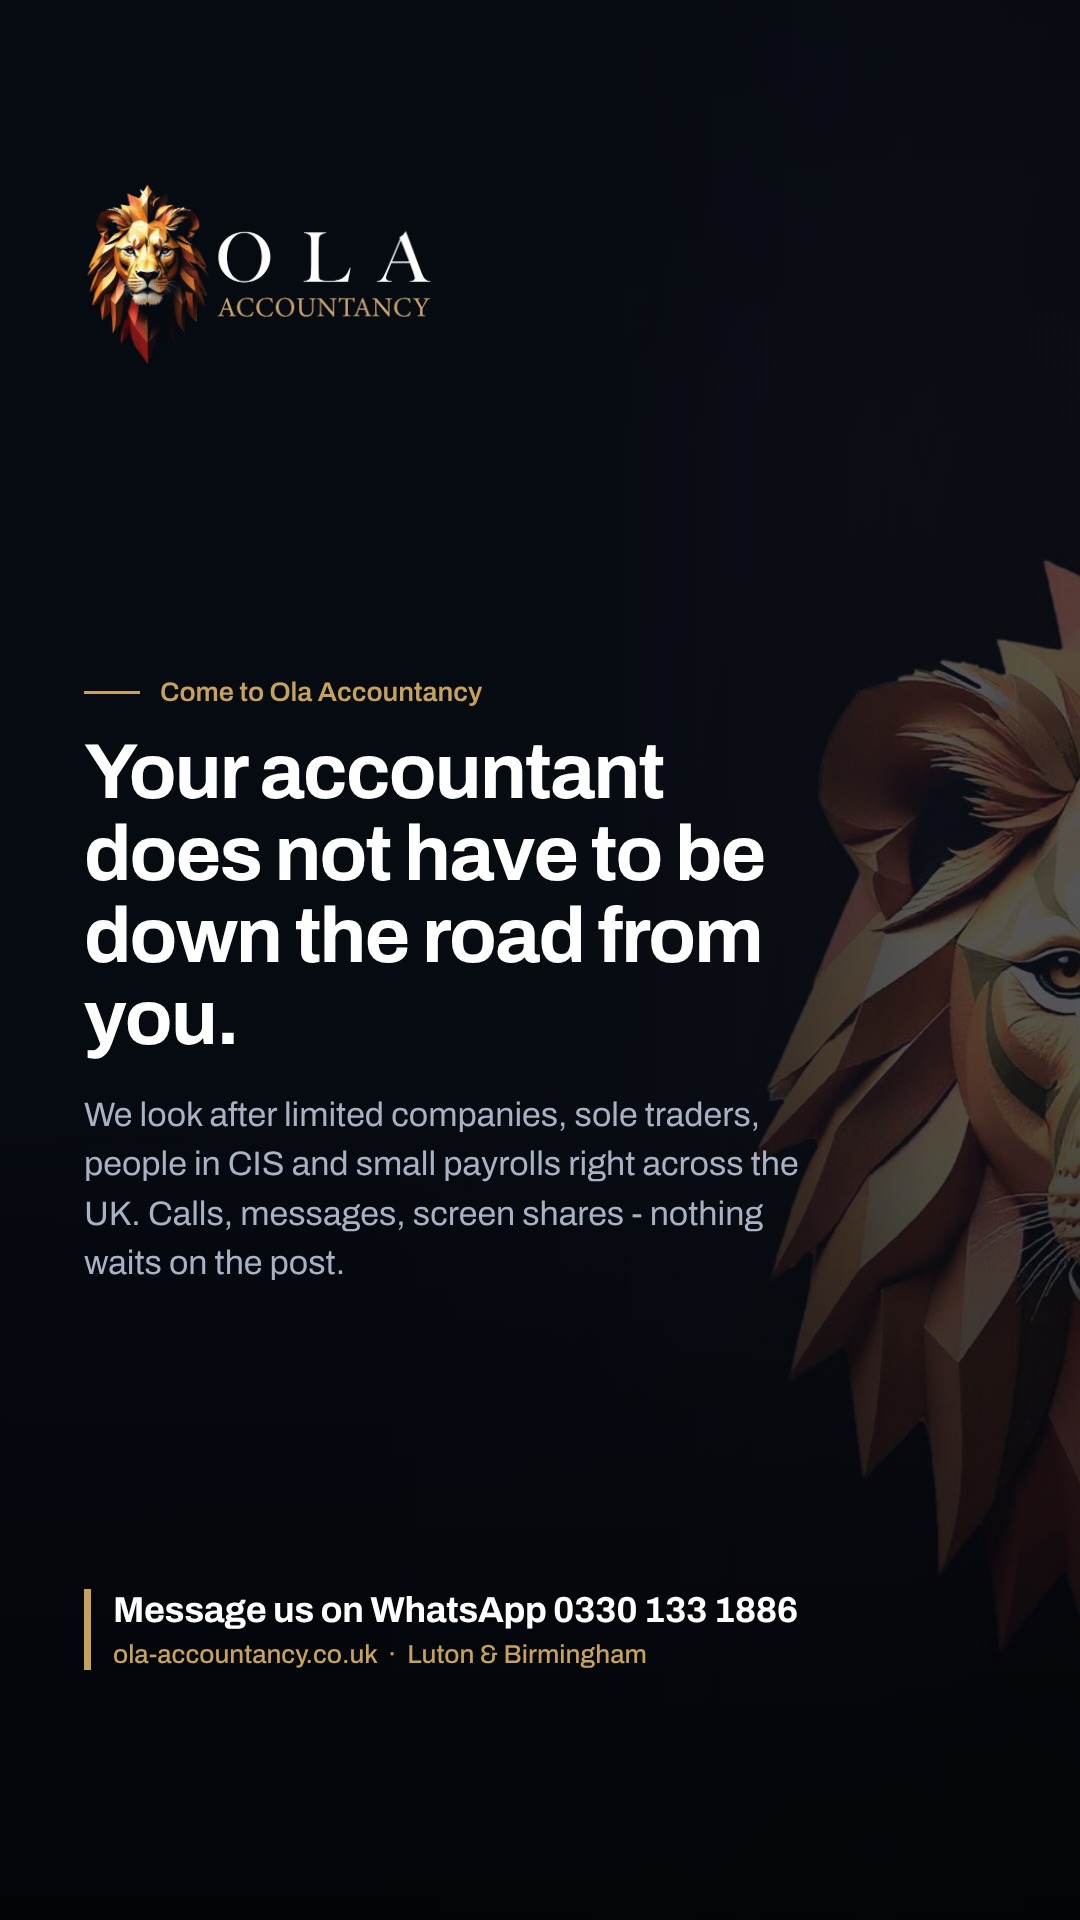 OLA
ACCOUNTANCY
Come to Ola Accountancy
Your accountant
does not have to be
down the road from
you.
We look after limited companies, sole traders,
people in CIS and small payrolls right across the
UK. Calls, messages, screen shares - nothing
waits on the post.
Message us on WhatsApp 0330 133 1886
ola-accountancy.co.uk · Luton & Birmingham